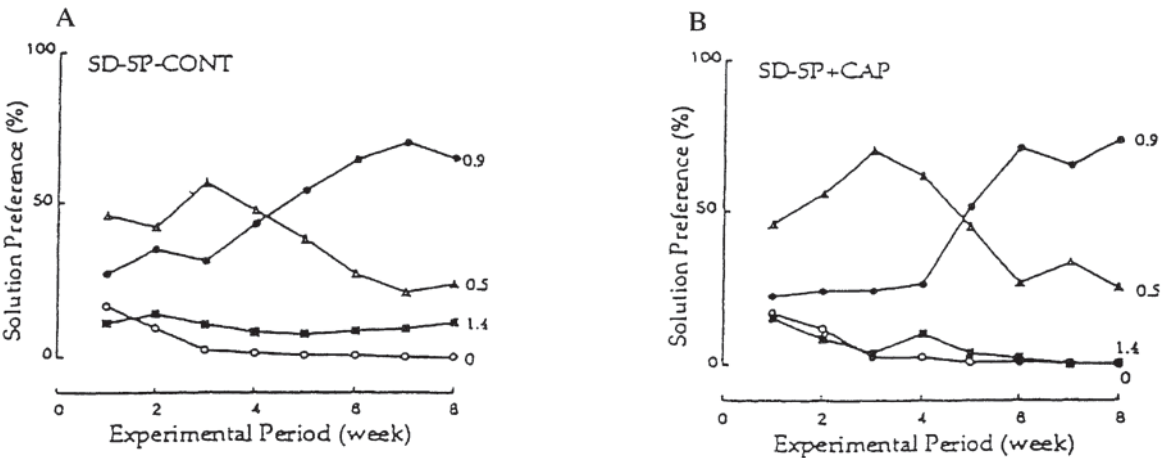 A
100
SD-5P-CONT
Solution Preference (%)
50
0
0.9
0.5
1.4
0
0 2 4 6 8
Experimental Period (week)
B
100
SD-5P+CAP
Solution Preference (%)
50
0
0.9
0.5
1.4
0
0 2 4 6 8
Experimental Period (week)